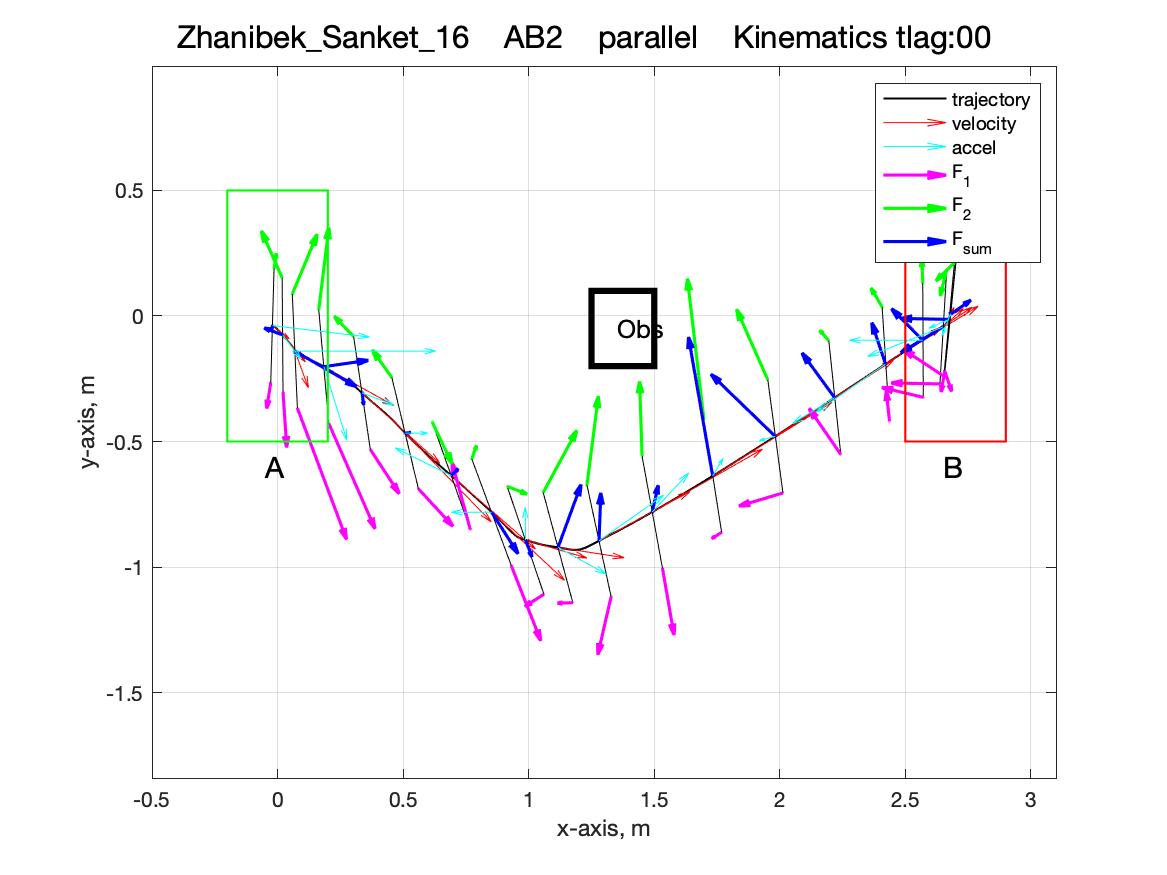 Zhanibek_Sanket_16 AB2 parallel Kinematics tlag:00
trajectory
velocity
accel
F1
F2
Fsum
0.5
0
-0.5
-1
-1.5
y-axis, m
Obs
A
B
-0.5 0 0.5 1 1.5 2 2.5 3
x-axis, m